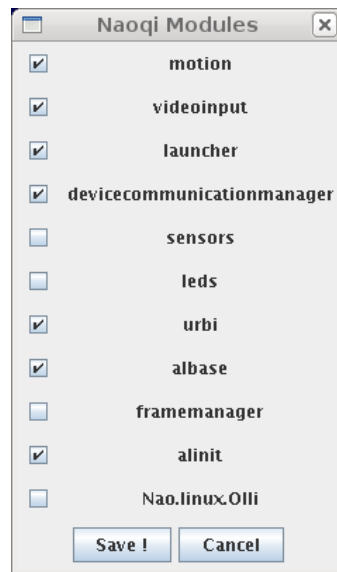 Naoqi Modules
motion
videoinput
launcher
devicecommunicationmanager
sensors
leds
urbi
albase
framemanager
alinit
Nao.linux.Olli
Save ! Cancel